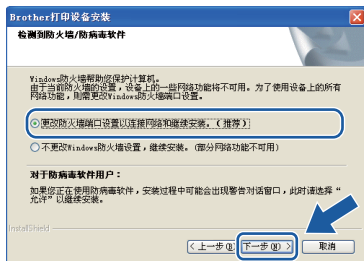 Brother打印设备安装
检测到防火墙/防病毒软件
Windows防火墙帮助您保护计算机。
由于当前防火墙的设置，设备上的一些网络功能将不可用。为了使用设备上的所有
网络功能，则需更改Windows防火墙端口设置。
更改防火墙端口设置以连接网络和继续安装。（推荐）
不更改Windows防火墙设置，继续安装。（部分网络功能不可用）
对于防病毒软件用户：
如果您正在使用防病毒软件，安装过程中可能会出现警告对话窗口，此时请选择“
允许”以继续安装。
InstallShield
< 上一步(B) 下一步(N) > 取消